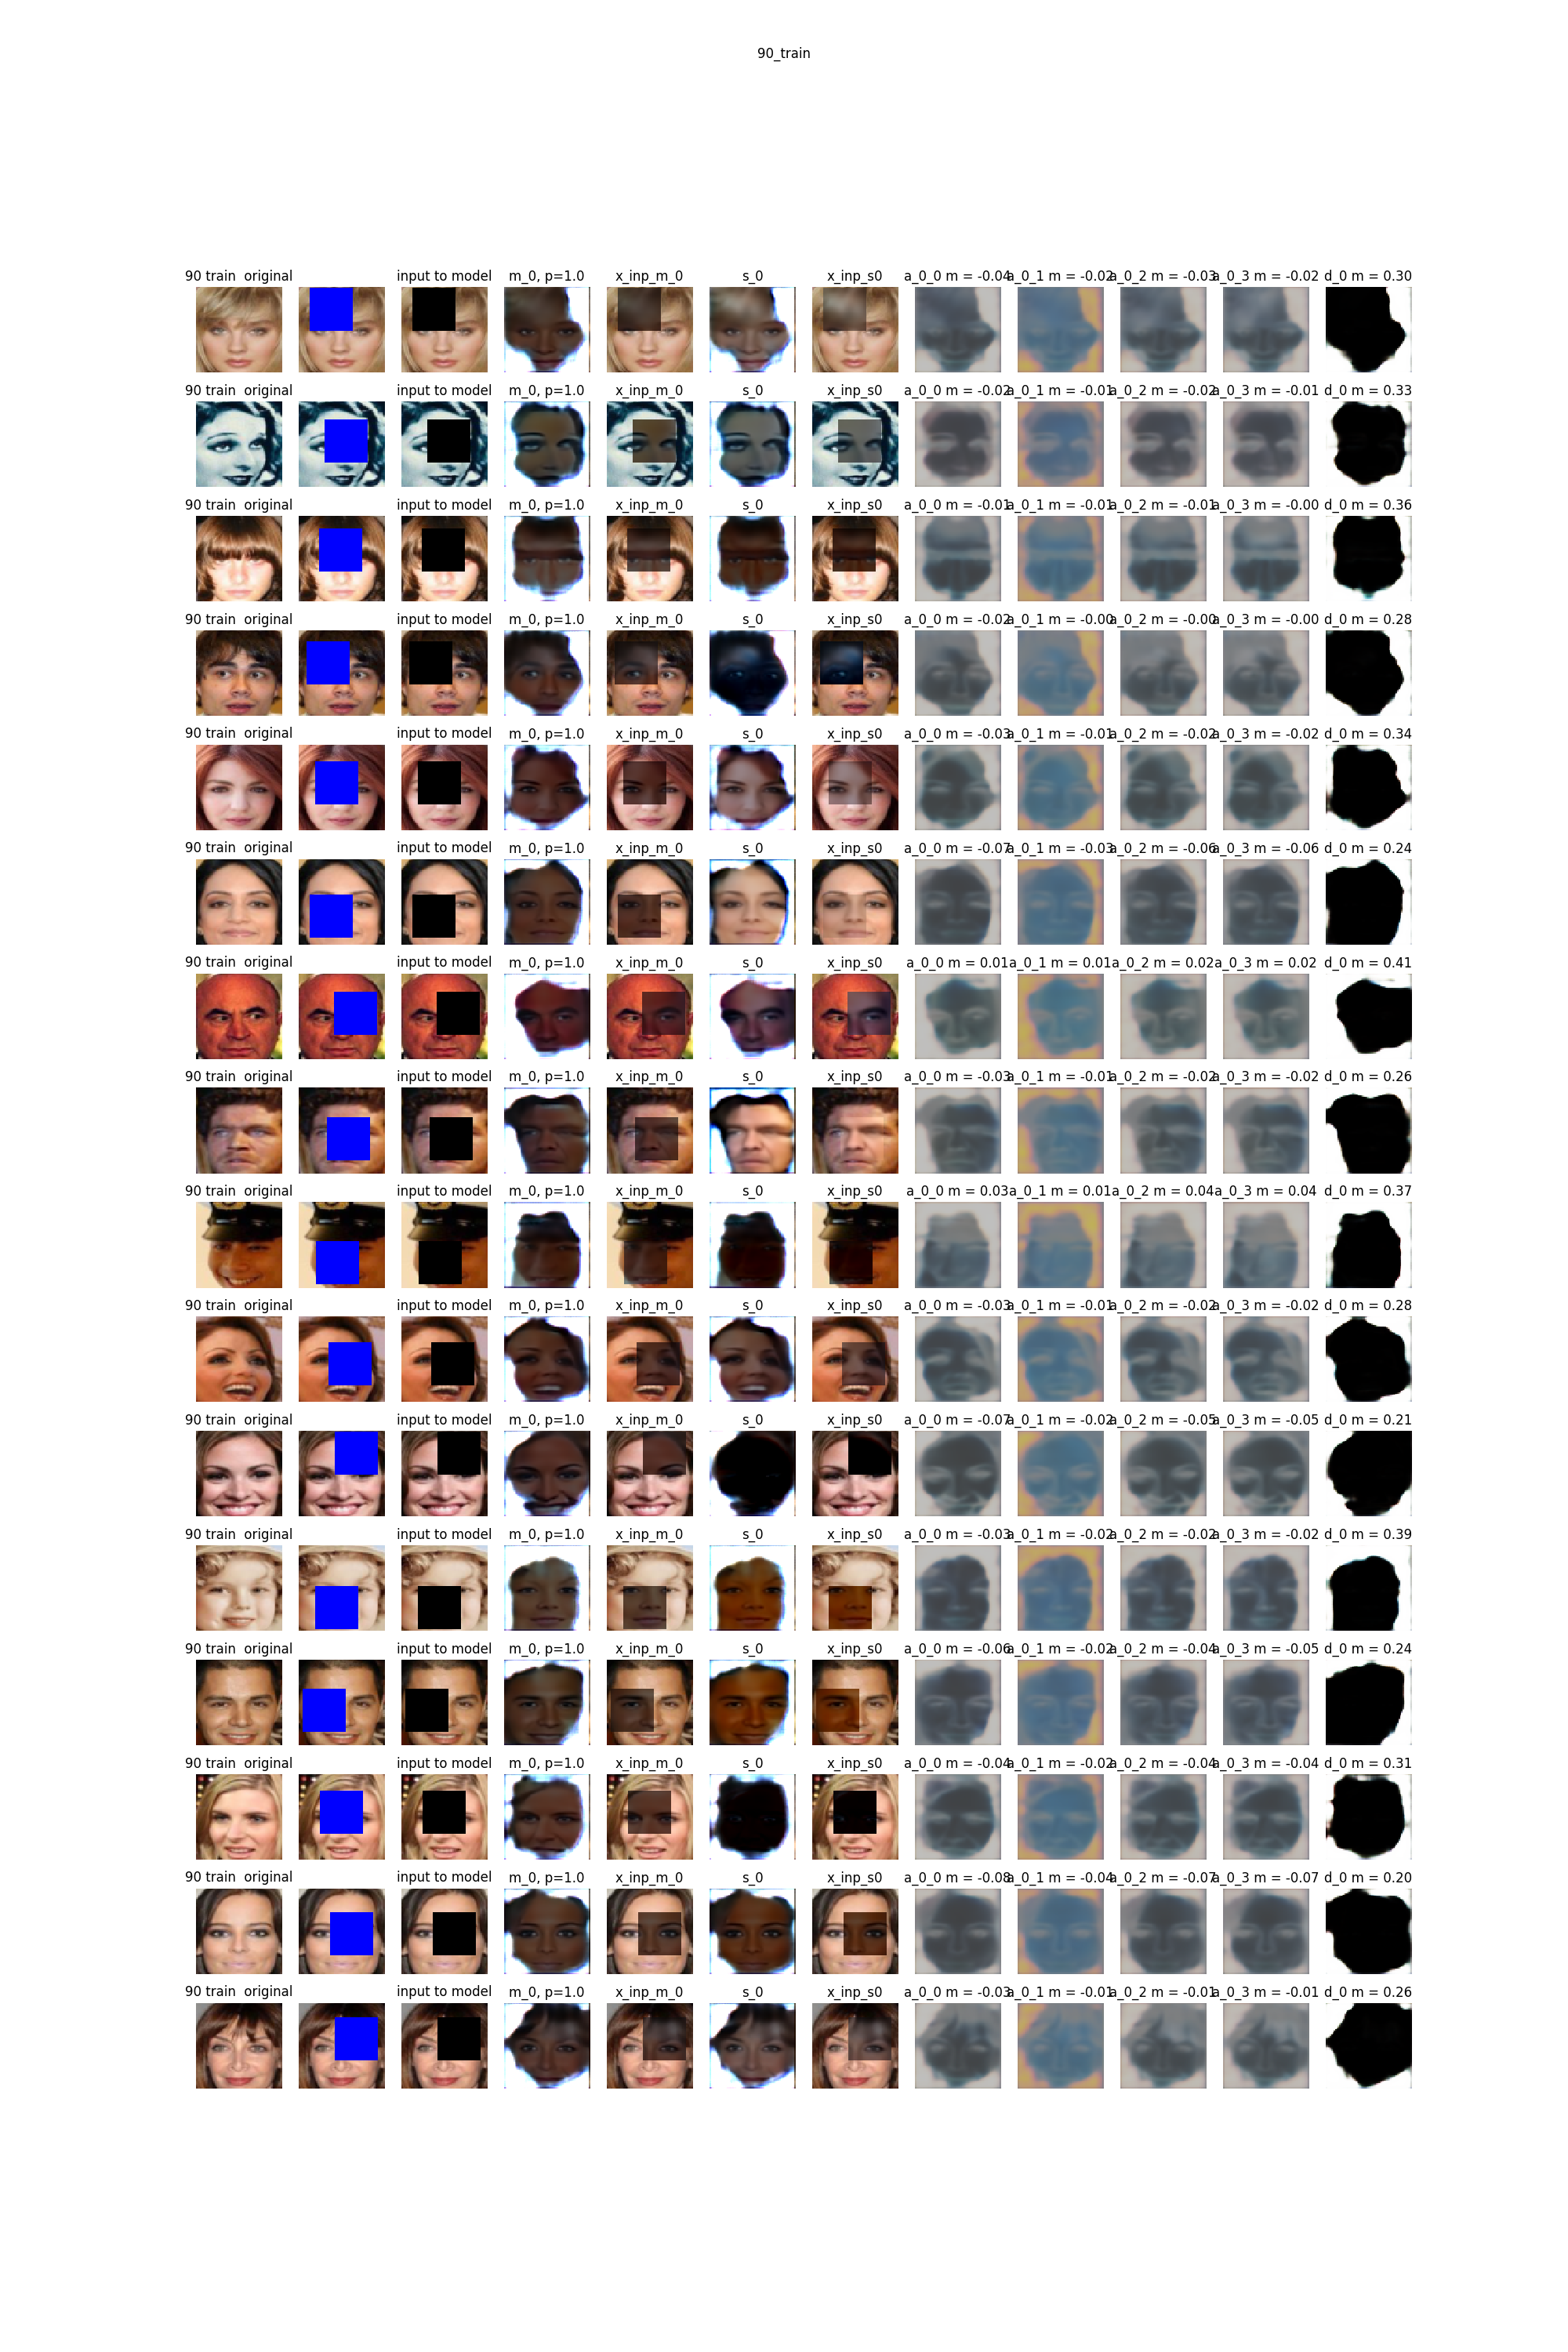 90_train
90 train original input to model m_0, p=1.0 x_inp_m_0 s_0 x_inp_s0 a_0_0 m = -0.04 a_0_1 m = -0.02 a_0_2 m = -0.03 a_0_3 m = -0.02 d_0 m = 0.30
90 train original input to model m_0, p=1.0 x_inp_m_0 s_0 x_inp_s0 a_0_0 m = -0.02 a_0_1 m = -0.01 a_0_2 m = -0.02 a_0_3 m = -0.01 d_0 m = 0.33
90 train original input to model m_0, p=1.0 x_inp_m_0 s_0 x_inp_s0 a_0_0 m = -0.01 a_0_1 m = -0.01 a_0_2 m = -0.01 a_0_3 m = -0.00 d_0 m = 0.36
90 train original input to model m_0, p=1.0 x_inp_m_0 s_0 x_inp_s0 a_0_0 m = -0.02 a_0_1 m = -0.00 a_0_2 m = -0.00 a_0_3 m = -0.00 d_0 m = 0.28
90 train original input to model m_0, p=1.0 x_inp_m_0 s_0 x_inp_s0 a_0_0 m = -0.03 a_0_1 m = -0.01 a_0_2 m = -0.02 a_0_3 m = -0.02 d_0 m = 0.34
90 train original input to model m_0, p=1.0 x_inp_m_0 s_0 x_inp_s0 a_0_0 m = -0.07 a_0_1 m = -0.03 a_0_2 m = -0.06 a_0_3 m = -0.06 d_0 m = 0.24
90 train original input to model m_0, p=1.0 x_inp_m_0 s_0 x_inp_s0 a_0_0 m = 0.01 a_0_1 m = 0.01 a_0_2 m = 0.02 a_0_3 m = 0.02 d_0 m = 0.41
90 train original input to model m_0, p=1.0 x_inp_m_0 s_0 x_inp_s0 a_0_0 m = -0.03 a_0_1 m = -0.01 a_0_2 m = -0.02 a_0_3 m = -0.02 d_0 m = 0.26
90 train original input to model m_0, p=1.0 x_inp_m_0 s_0 x_inp_s0 a_0_0 m = 0.03 a_0_1 m = 0.01 a_0_2 m = 0.04 a_0_3 m = 0.04 d_0 m = 0.37
90 train original input to model m_0, p=1.0 x_inp_m_0 s_0 x_inp_s0 a_0_0 m = -0.03 a_0_1 m = -0.01 a_0_2 m = -0.02 a_0_3 m = -0.02 d_0 m = 0.28
90 train original input to model m_0, p=1.0 x_inp_m_0 s_0 x_inp_s0 a_0_0 m = -0.07 a_0_1 m = -0.02 a_0_2 m = -0.05 a_0_3 m = -0.05 d_0 m = 0.21
90 train original input to model m_0, p=1.0 x_inp_m_0 s_0 x_inp_s0 a_0_0 m = -0.03 a_0_1 m = -0.02 a_0_2 m = -0.02 a_0_3 m = -0.02 d_0 m = 0.39
90 train original input to model m_0, p=1.0 x_inp_m_0 s_0 x_inp_s0 a_0_0 m = -0.06 a_0_1 m = -0.02 a_0_2 m = -0.04 a_0_3 m = -0.05 d_0 m = 0.24
90 train original input to model m_0, p=1.0 x_inp_m_0 s_0 x_inp_s0 a_0_0 m = -0.04 a_0_1 m = -0.02 a_0_2 m = -0.04 a_0_3 m = -0.04 d_0 m = 0.31
90 train original input to model m_0, p=1.0 x_inp_m_0 s_0 x_inp_s0 a_0_0 m = -0.08 a_0_1 m = -0.04 a_0_2 m = -0.07 a_0_3 m = -0.07 d_0 m = 0.20
90 train original input to model m_0, p=1.0 x_inp_m_0 s_0 x_inp_s0 a_0_0 m = -0.03 a_0_1 m = -0.01 a_0_2 m = -0.01 a_0_3 m = -0.01 d_0 m = 0.26